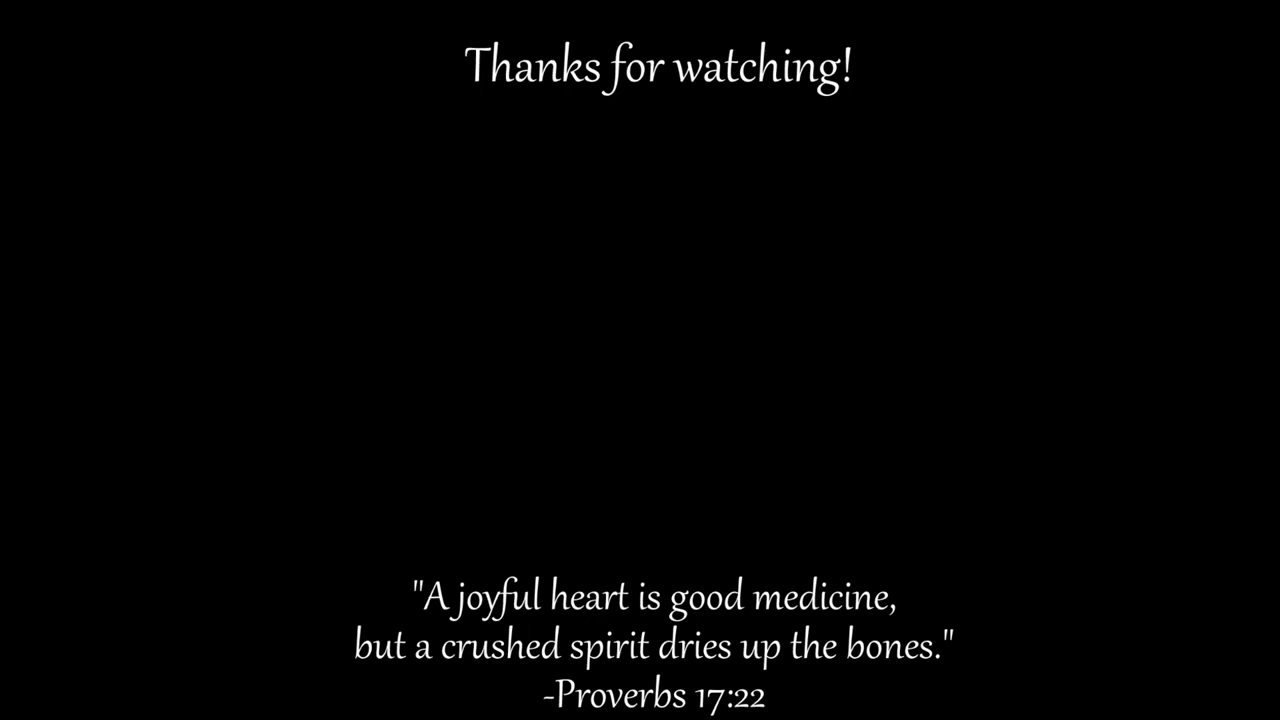 Thanks for watching!
"A joyful heart is good medicine,
but a crushed spirit dries up the bones."
-Proverbs 17:22